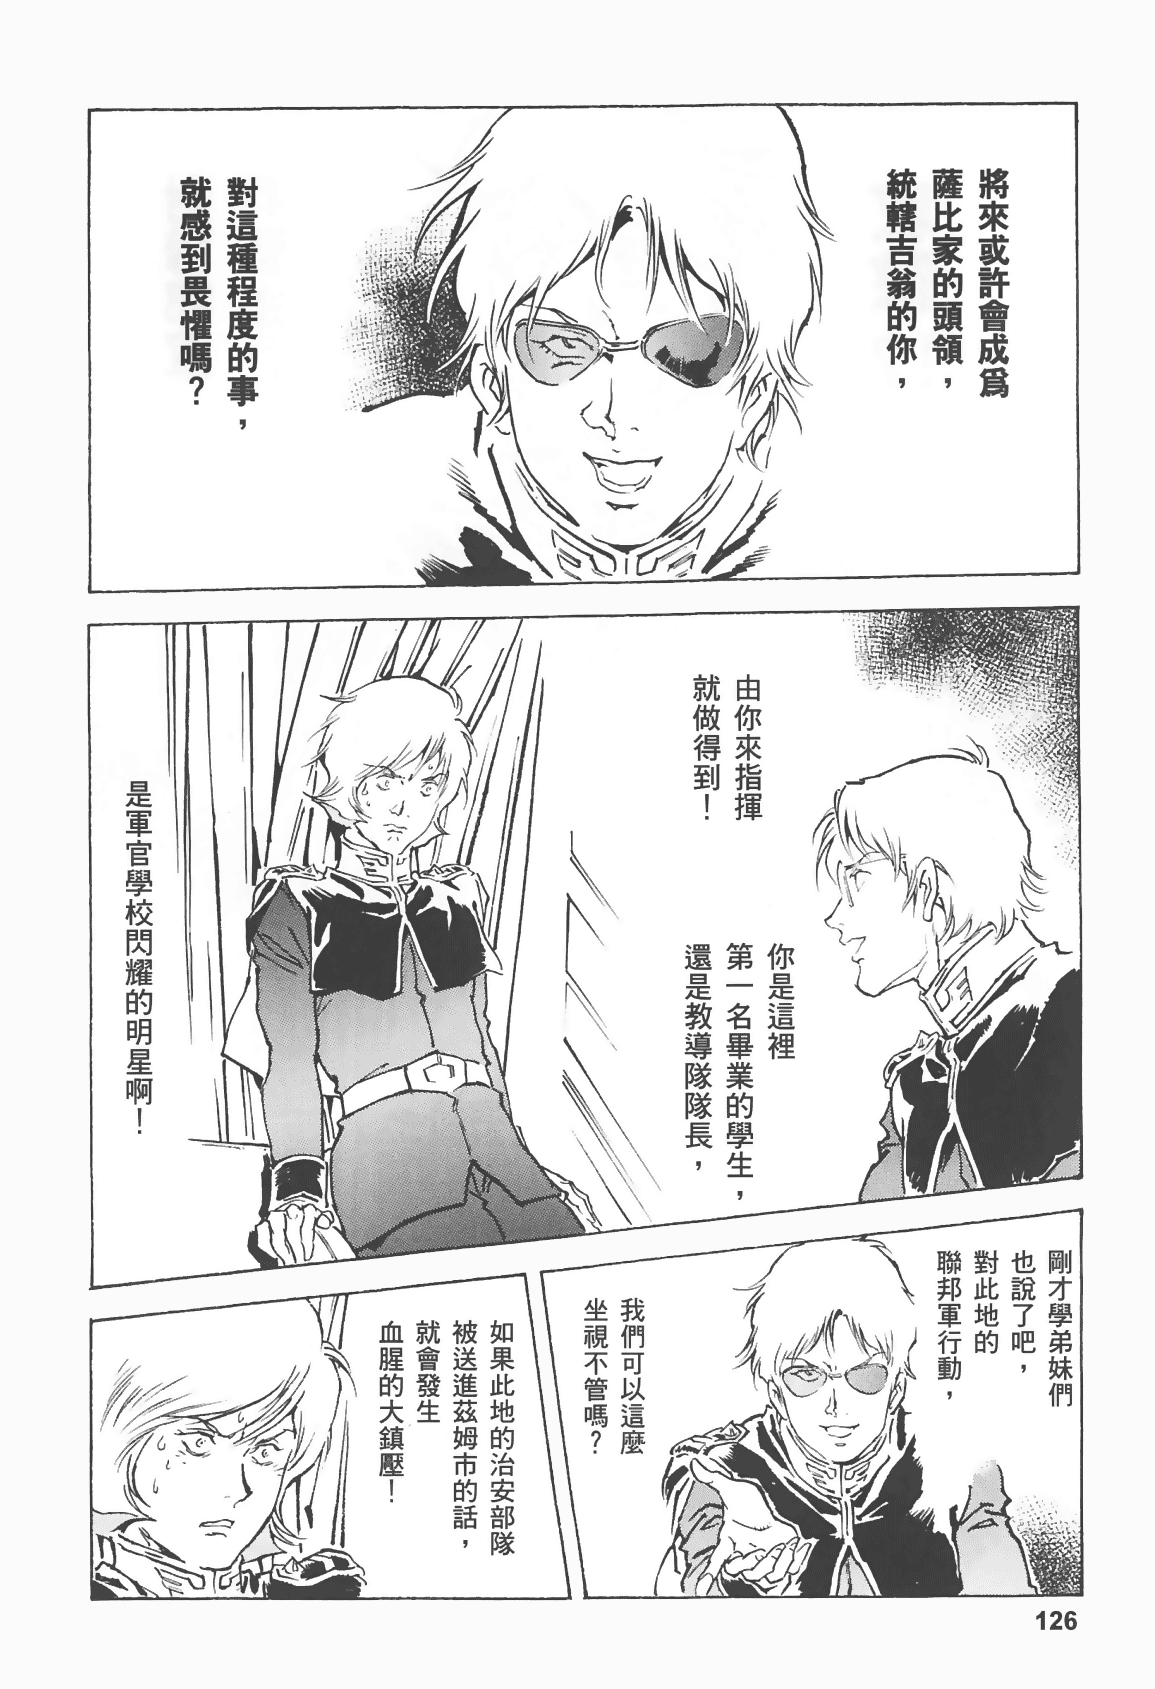 將來或許會成爲
薩比家的頭領，
統轄吉翁的你，
對這種程度的事，
就感到畏懼嗎？
由你來指揮
就做得到！
你是這裡
第一名畢業的學生，
還是教導隊隊長，
是軍官學校閃耀的明星啊！
剛才學弟妹們
也說了吧，
對此地的
聯邦軍行動，
我們可以這麼
坐視不管嗎？
如果此地的治安部隊
被送進茲姆市的話，
就會發生
血腥的大鎮壓！
126